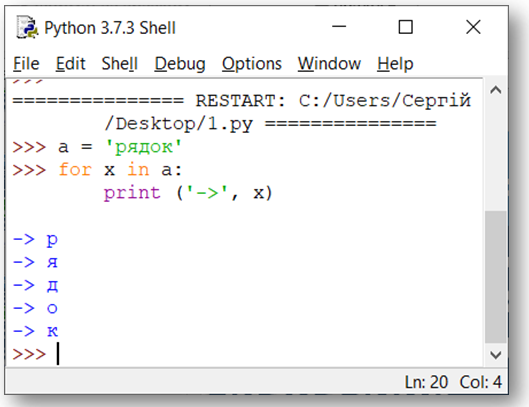 Python 3.7.3 Shell
File Edit Shell Debug Options Window Help
>>>
=============== RESTART: C:/Users/Сергій
/Desktop/1.py ===============
>>> a = 'рядок'
>>> for x in a:
print ('->', x)
-> р
-> я
-> д
-> о
-> к
>>>
Ln: 20 Col: 4